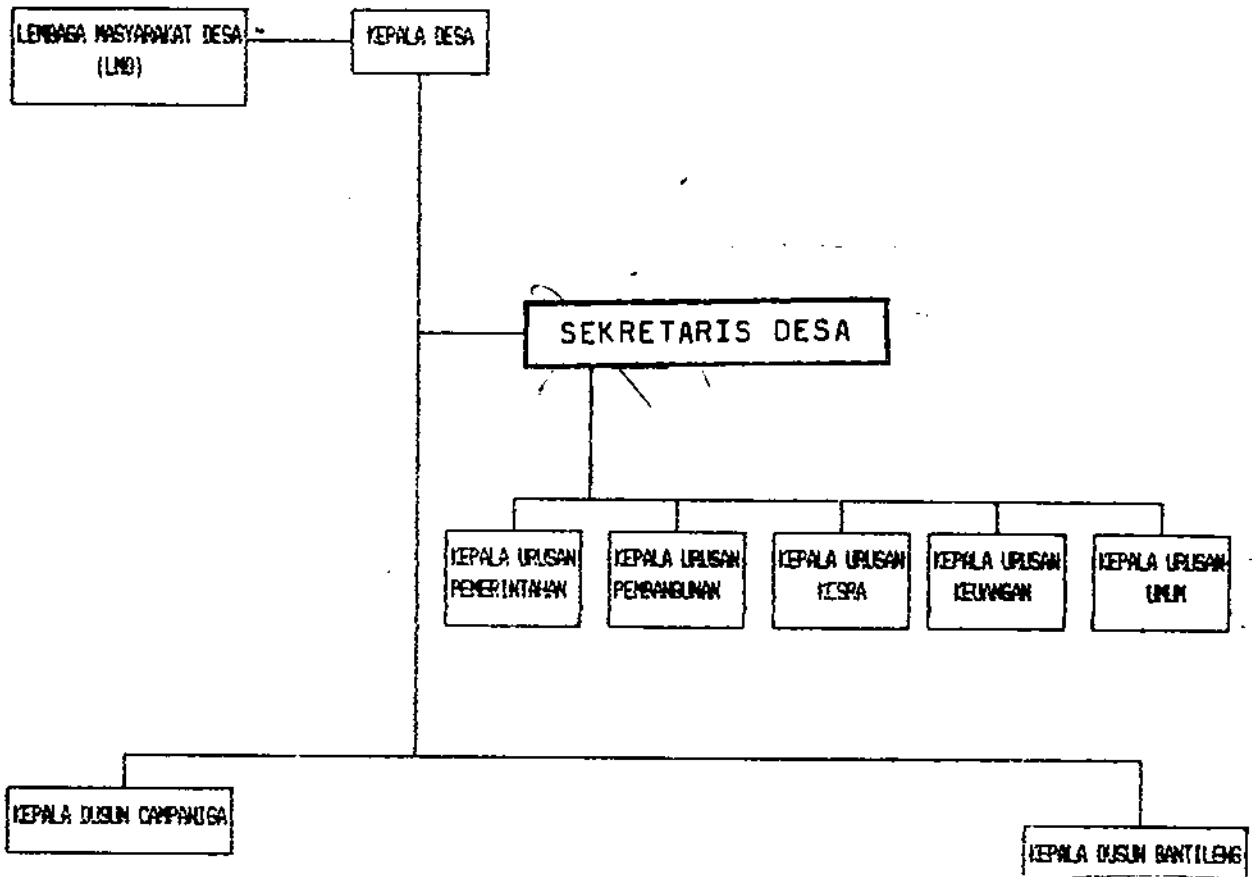 LEMBAGA MASYARAKAT DESA
(LMD)
KEPALA DESA
SEKRETARIS DESA
KEPALA URUSAN
PEMERINTAHAN
KEPALA URUSAN
PEMBANGUNAN
KEPALA URUSAN
KESRA
KEPALA URUSAN
KEUANGAN
KEPALA URUSAN
UMUM
KEPALA DUSUN CAMPANIGA
KEPALA DUSUN BANTILENG